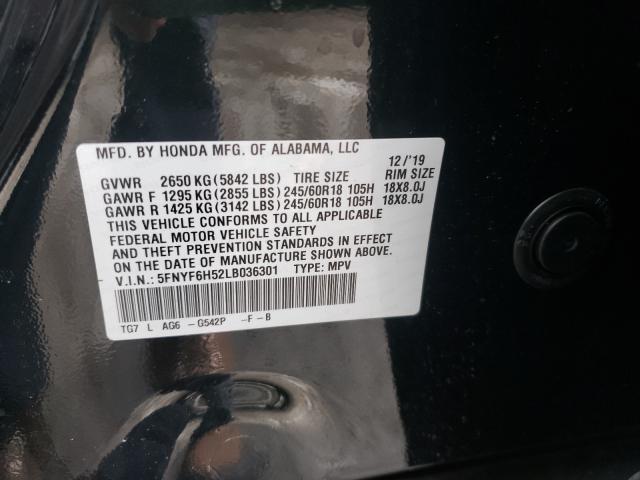 MFD. BY HONDA MFG. OF ALABAMA, LLC 12/'19
GVWR 2650 KG(5842 LBS) TIRE SIZE RIM SIZE
GAWR F 1295 KG(2855 LBS)245/60R18 105H 18X8.0J
GAWR R 1425 KG(3142 LBS)245/60R18 105H 18X8.0J
THIS VEHICLE CONFORMS TO ALL APPLICABLE
FEDERAL MOTOR VEHICLE SAFETY
AND THEFT PREVENTION STANDARDS IN EFFECT
ON THE DATE OF MANUFACTURE SHOWN ABOVE.
V.I.N.: 5FNYF6H52LB036301 TYPE: MPV
TG7 L AG6 -G542P -F-B